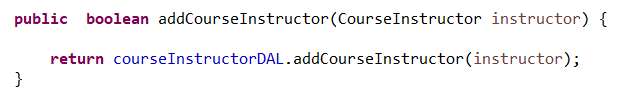 public  boolean addCourseInstructor(CourseInstructor instructor) {
return courseInstructorDAL.addCourseInstructor(instructor);
}